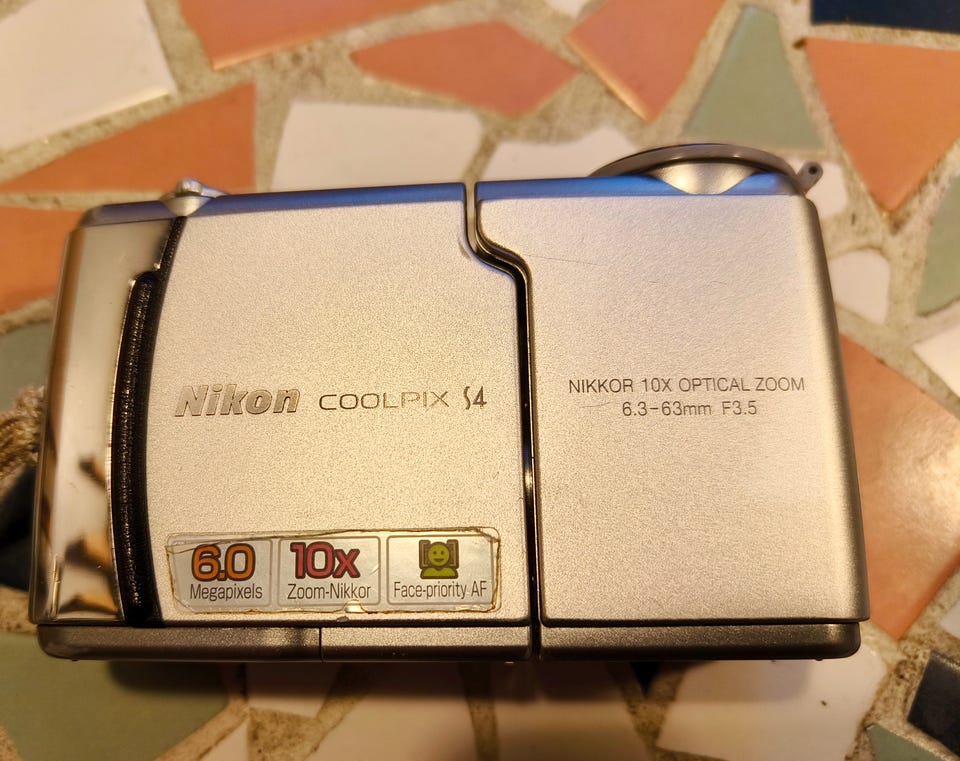 Nikon COOLPIX S4
NIKKOR 10X OPTICAL ZOOM
6.3-63mm F3.5
6.0
Megapixels
10x
Zoom-Nikkor
Face-priority AF